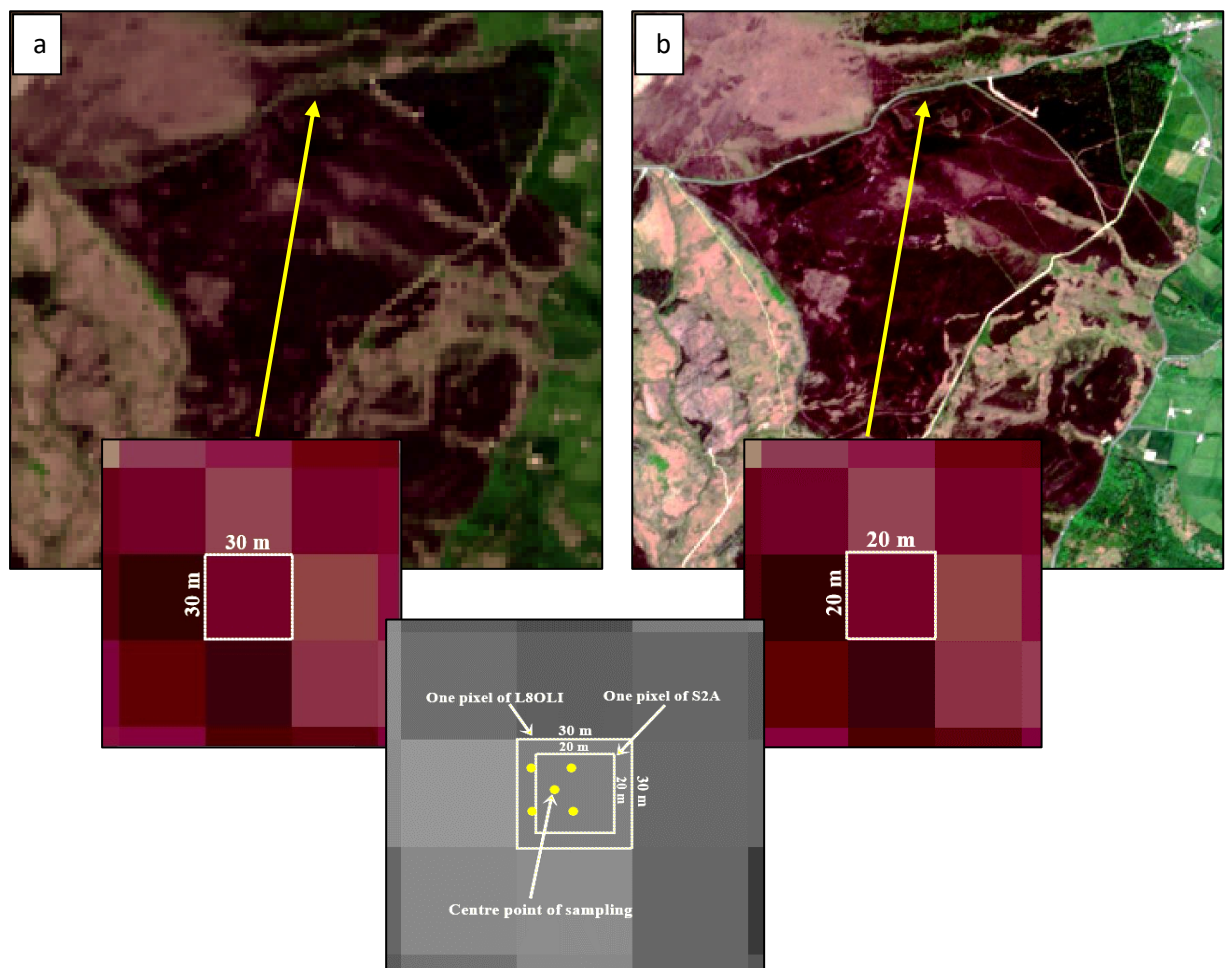 a
b
30 m
30 m
20 m
20 m
One pixel of L8OLI
One pixel of S2A
30 m
20 m
20 m
30 m
Centre point of sampling